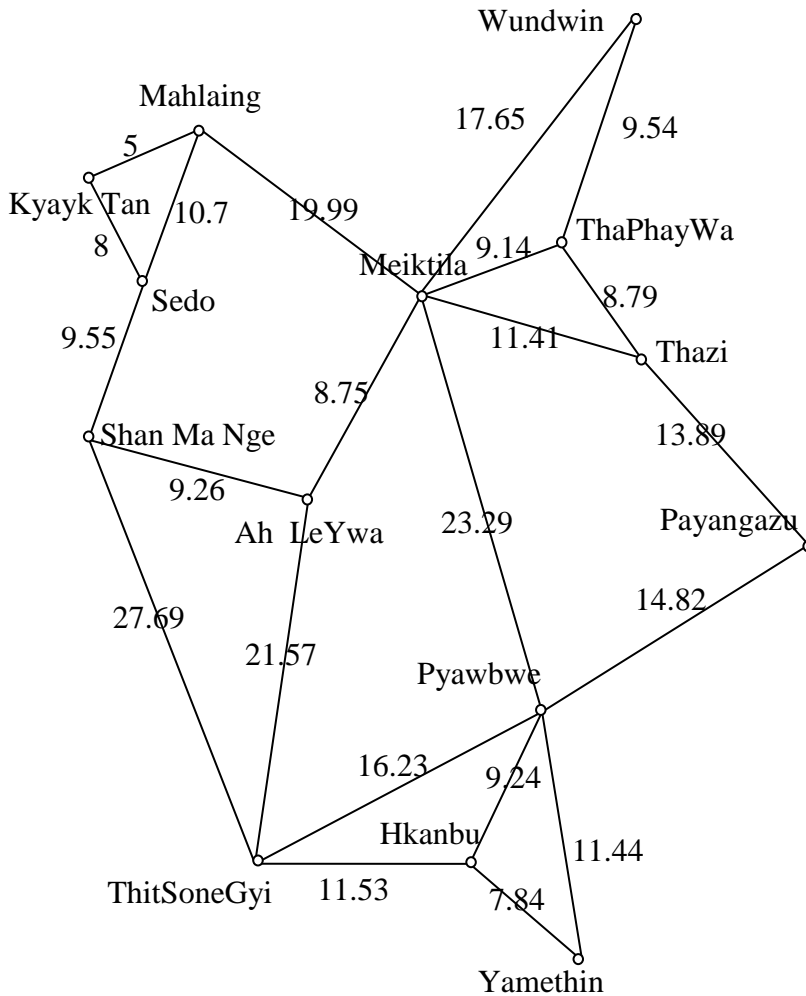 Wundwin
Mahlaing
17.65
9.54
5
Kyayk Tan
10.7
19.99
ThaPhayWa
8
9.14
Meiktila
Sedo
8.79
9.55
11.41
Thazi
8.75
Shan Ma Nge
13.89
9.26
23.29
Payangazu
Ah LeYwa
14.82
27.69
21.57
Pyawbwe
16.23
9.24
Hkanbu
11.44
ThitSoneGyi
11.53
7.84
Yamethin